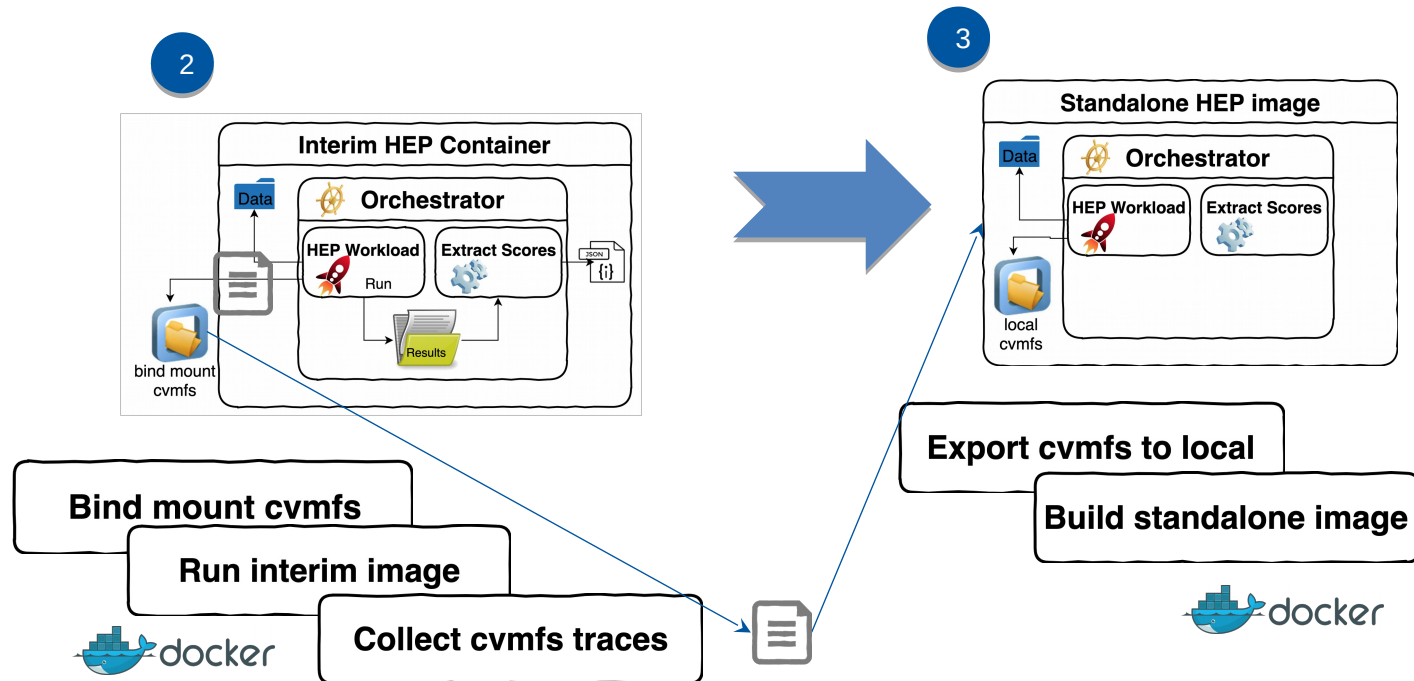 2
Interim HEP Container
Data
Orchestrator
HEP Workload
Run
Extract Scores
JSON
{i}
Results
bind mount
cvmfs
Bind mount cvmfs
Run interim image
Collect cvmfs traces
docker
3
Standalone HEP image
Data
Orchestrator
HEP Workload
Extract Scores
local
cvmfs
Export cvmfs to local
Build standalone image
docker